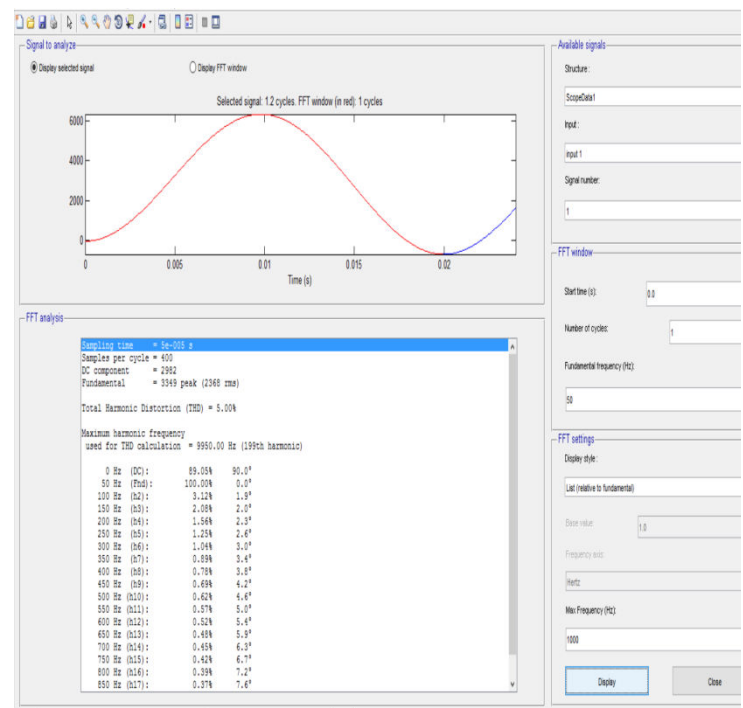 Signal to analyze
Display selected signal
Display FFT window
Selected signal: 1.2 cycles. FFT window (in red): 1 cycles
6000
4000
2000
0
0 0.005 0.01 0.015 0.02
Time (s)
FFT analysis
Sampling time = 5e-005 s
Samples per cycle = 400
DC component = 2982
Fundamental = 3349 peak (2368 rms)
Total Harmonic Distortion (THD) = 5.00%
Maximum harmonic frequency
used for THD calculation = 9950.00 Hz (199th harmonic)
0 Hz (DC): 89.05% 90.0°
50 Hz (Fnd): 100.00% 0.0°
100 Hz (h2): 3.12% 1.9°
150 Hz (h3): 2.08% 2.0°
200 Hz (h4): 1.56% 2.3°
250 Hz (h5): 1.25% 2.6°
300 Hz (h6): 1.04% 3.0°
350 Hz (h7): 0.89% 3.4°
400 Hz (h8): 0.78% 3.8°
450 Hz (h9): 0.69% 4.2°
500 Hz (h10): 0.62% 4.6°
550 Hz (h11): 0.57% 5.0°
600 Hz (h12): 0.52% 5.4°
650 Hz (h13): 0.48% 5.9°
700 Hz (h14): 0.45% 6.3°
750 Hz (h15): 0.42% 6.7°
800 Hz (h16): 0.39% 7.2°
850 Hz (h17): 0.37% 7.6°
Available signals
Structure :
ScopeData1
Input :
input 1
Signal number:
1
FFT window
Start time (s): 0.0
Number of cycles: 1
Fundamental frequency (Hz):
50
FFT settings
Display style :
List (relative to fundamental)
Base value: 1.0
Frequency axis:
Hertz
Max Frequency (Hz):
1000
Display Close